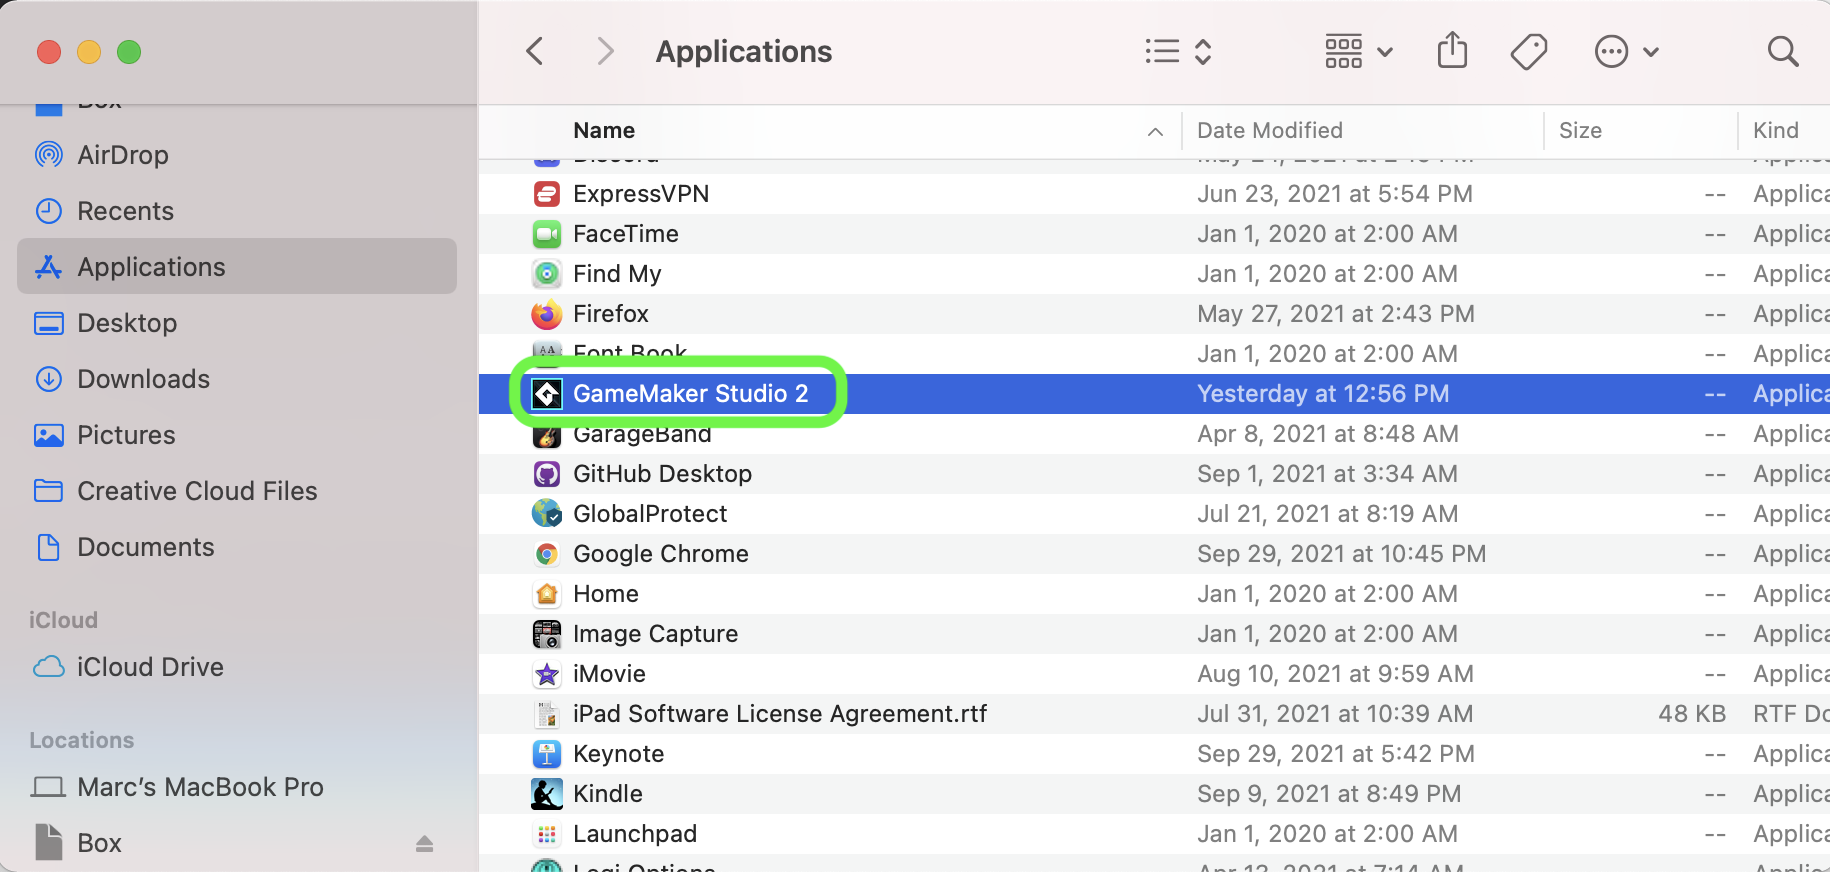 Applications
Name Date Modified Size Kind
Box
AirDrop
Recents
Applications
Desktop
Downloads
Pictures
Creative Cloud Files
Documents
iCloud
iCloud Drive
Locations
Marc’s MacBook Pro
Box
Discord
ExpressVPN Jun 23, 2021 at 5:54 PM -- Applica
FaceTime Jan 1, 2020 at 2:00 AM -- Applica
Find My Jan 1, 2020 at 2:00 AM -- Applica
Firefox May 27, 2021 at 2:43 PM -- Applica
Font Book Jan 1, 2020 at 2:00 AM -- Applica
GameMaker Studio 2 Yesterday at 12:56 PM -- Applica
GarageBand Apr 8, 2021 at 8:48 AM -- Applica
GitHub Desktop Sep 1, 2021 at 3:34 AM -- Applica
GlobalProtect Jul 21, 2021 at 8:19 AM -- Applica
Google Chrome Sep 29, 2021 at 10:45 PM -- Applica
Home Jan 1, 2020 at 2:00 AM -- Applica
Image Capture Jan 1, 2020 at 2:00 AM -- Applica
iMovie Aug 10, 2021 at 9:59 AM -- Applica
iPad Software License Agreement.rtf Jul 31, 2021 at 10:39 AM 48 KB RTF Do
Keynote Sep 29, 2021 at 5:42 PM -- Applica
Kindle Sep 9, 2021 at 8:49 PM -- Applica
Launchpad Jan 1, 2020 at 2:00 AM -- Applica
Logi Options Apr 13, 2021 at 7:14 AM